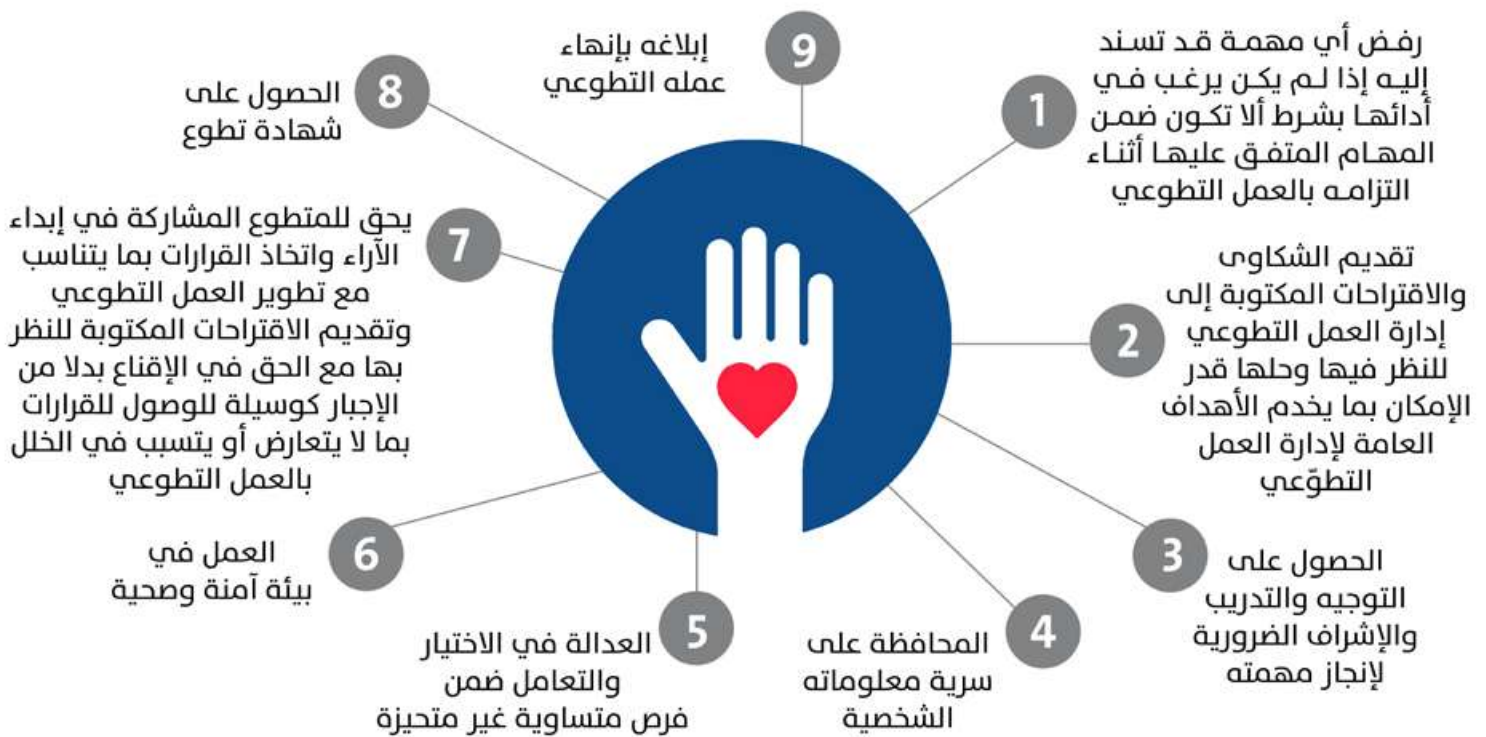 1
رفض أي مهمة قد تسند
إليه إذا لم يكن يرغب في
أدائها بشرط ألا تكون ضمن
المهام المتفق عليها أثناء
التزامه بالعمل التطوعي
2
تقديم الشكاوى
والاقتراحات المكتوبة إلى
إدارة العمل التطوعي
للنظر فيها وحلها قدر
الإمكان بما يخدم الأهداف
العامة لإدارة العمل
التطوّعي
3
الحصول على
التوجيه والتدريب
والإشراف الضرورية
لإنجاز مهمته
4
المحافظة على
سرية معلوماته
الشخصية
5
العدالة في الاختيار
والتعامل ضمن
فرص متساوية غير متحيزة
6
العمل في
بيئة آمنة وصحية
7
يحق للمتطوع المشاركة في إبداء
الآراء واتخاذ القرارات بما يتناسب
مع تطوير العمل التطوعي
وتقديم الاقتراحات المكتوبة للنظر
بها مع الحق في الإقناع بدلا من
الإجبار كوسيلة للوصول للقرارات
بما لا يتعارض أو يتسبب في الخلل
بالعمل التطوعي
8
الحصول على
شهادة تطوع
9
إبلاغه بإنهاء
عمله التطوعي